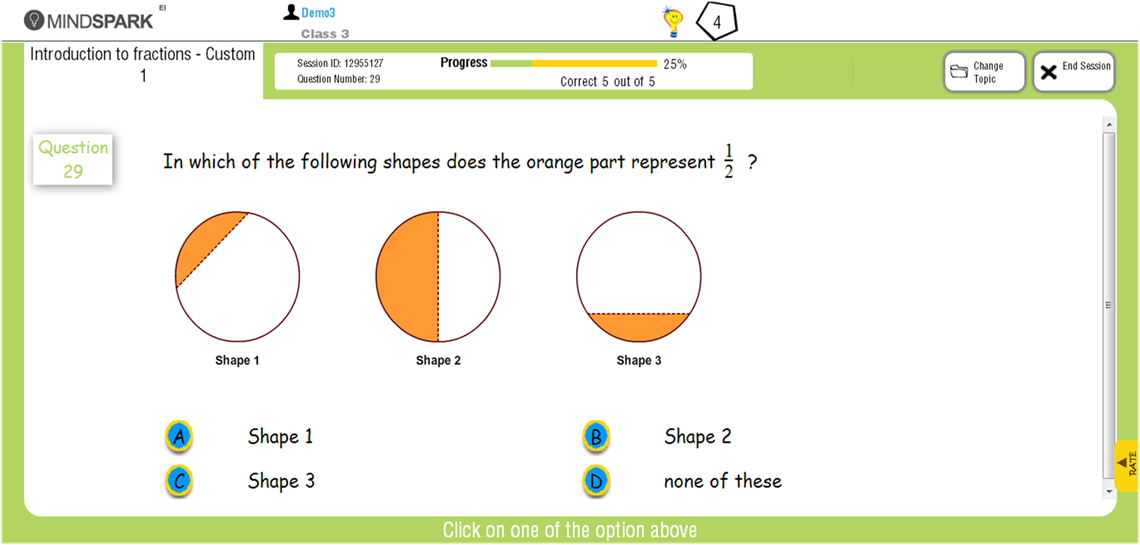 MINDSPARK EI
Demo3
Class 3
4
Introduction to fractions - Custom
1
Session ID: 12955127
Question Number: 29
Progress
25%
Correct 5 out of 5
Change
Topic
End Session
Question
29
In which of the following shapes does the orange part represent 1/2 ?
Shape 1
Shape 2
Shape 3
A Shape 1
B Shape 2
C Shape 3
D none of these
RATE
Click on one of the option above